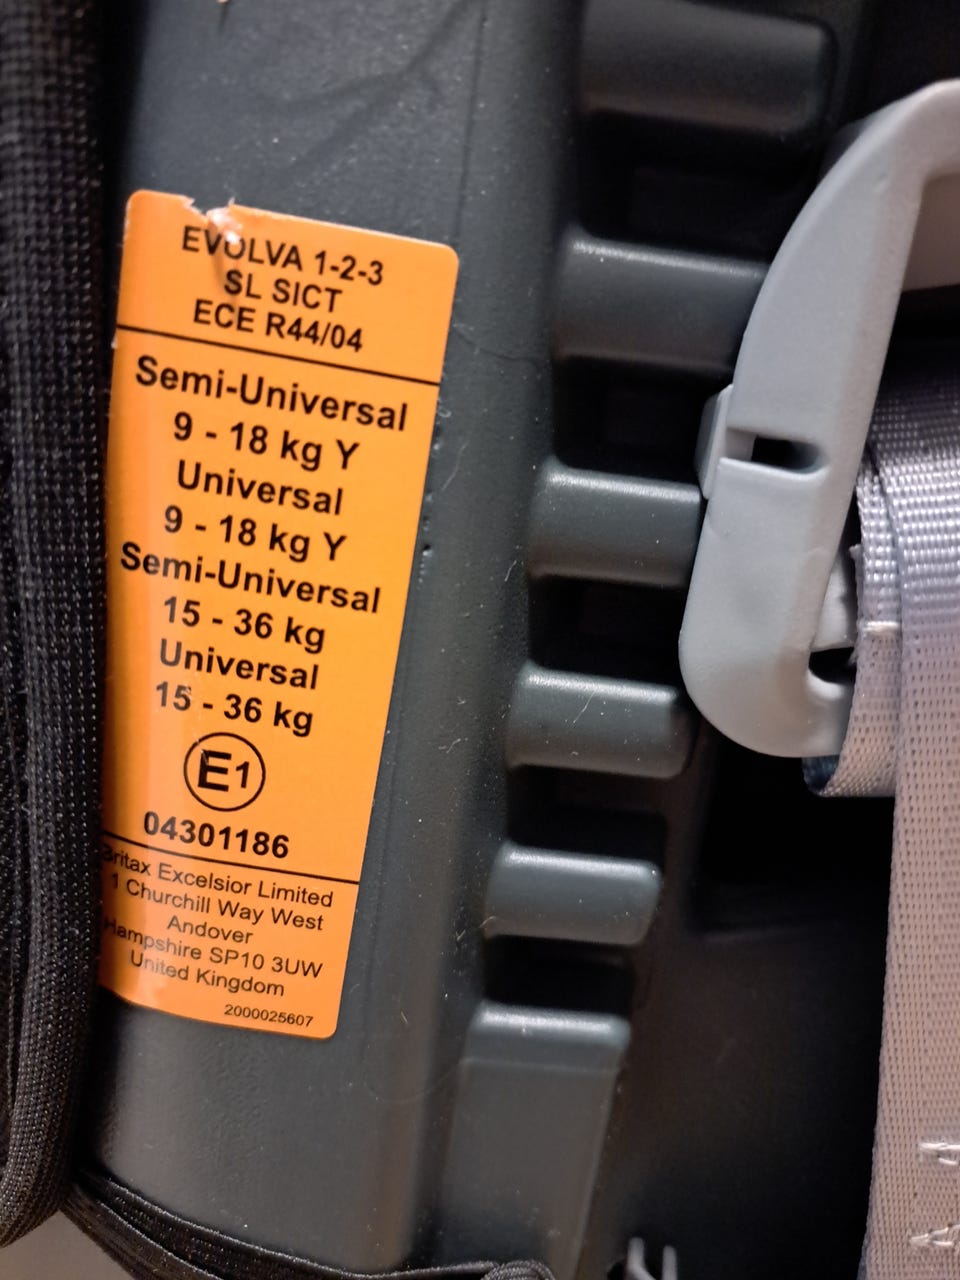 EVOLVA 1-2-3
SL SICT
ECE R44/04
Semi-Universal
9 - 18 kg Y
Universal
9 - 18 kg Y
Semi-Universal
15 - 36 kg
Universal
15 - 36 kg
E1
04301186
Britax Excelsior Limited
1 Churchill Way West
Andover
Hampshire SP10 3UW
United Kingdom
2000025607